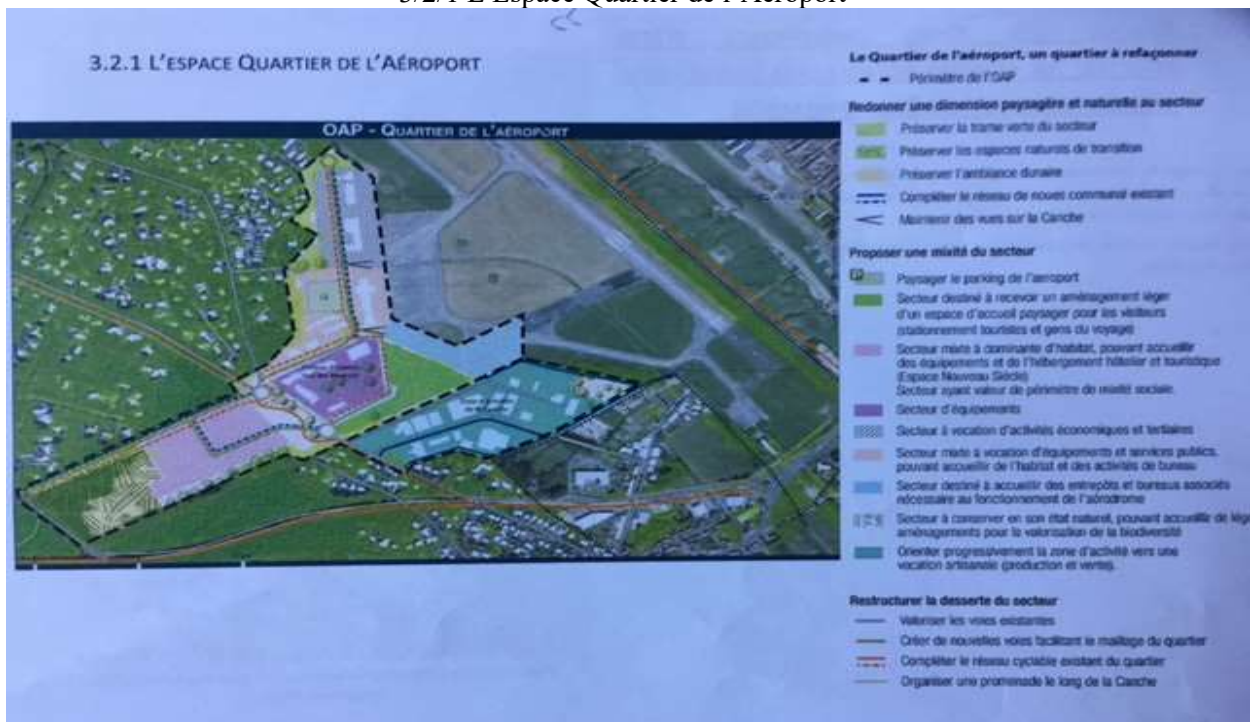 3/2/1 L'Espace Quartier de l'Aéroport
3.2.1 L'ESPACE QUARTIER DE L'AÉROPORT
OAP - QUARTIER DE L'AÉROPORT
Le Quartier de l'aéroport, un quartier à refaçonner
Périmètre de l'OAP
Redonner une dimension paysagère et naturelle au secteur
Préserver la trame verte du secteur
Préserver les espaces naturels de transition
Préserver l'ambiance dunaire
Compléter le réseau de noues communal existant
Maintenir des vues sur la Canche
Proposer une mixité du secteur
P
Paysager le parking de l'aéroport
Secteur destiné à recevoir un aménagement léger
d'un espace d'accueil paysager pour les visiteurs
(stationnement touristes et gens du voyage)
Secteur mixte à dominante d'habitat, pouvant accueillir
des équipements et de l'hébergement hôtelier et touristique
(Espace Nouveau Siècle)
Secteur ayant valeur de périmètre de mixité sociale.
Secteur d'équipements
Secteur à vocation d'activités économiques et tertiaires
Secteur mixte à vocation d'équipements et services publics,
pouvant accueillir de l'habitat et des activités de bureau
Secteur destiné à accueillir des entrepôts et bureaux associés
nécessaire au fonctionnement de l'aérodrome
Secteur à conserver en son état naturel, pouvant accueillir de lég
aménagements pour la valorisation de la biodiversité
Orienter progressivement la zone d'activité vers une
vocation artisanale (production et vente).
Restructurer la desserte du secteur
Valoriser les voies existantes
Créer de nouvelles voies facilitant le maillage du quartier
Compléter le réseau cyclable existant du quartier
Organiser une promenade le long de la Canche